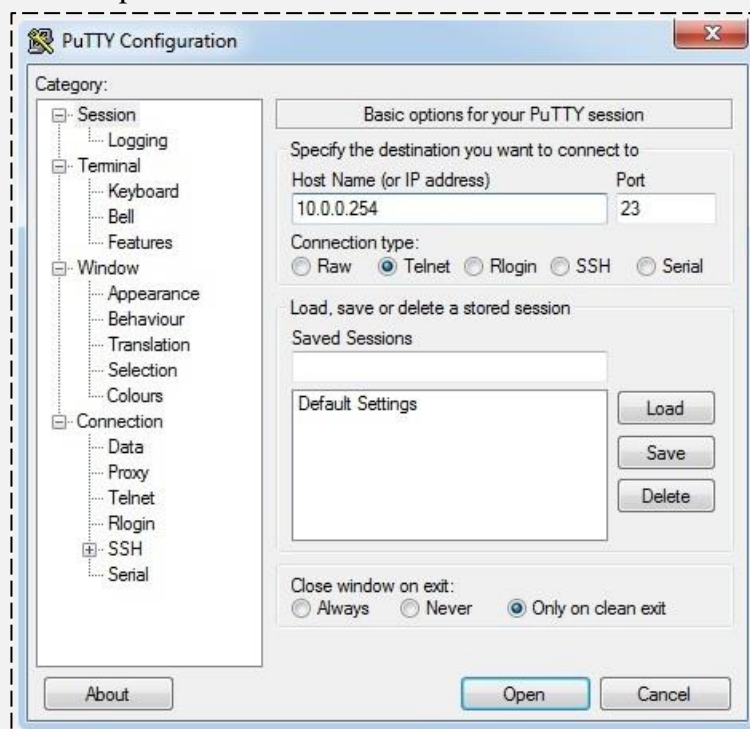 PuTTY Configuration
Category:
Session
Logging
Terminal
Keyboard
Bell
Features
Window
Appearance
Behaviour
Translation
Selection
Colours
Connection
Data
Proxy
Telnet
Rlogin
SSH
Serial
Basic options for your PuTTY session
Specify the destination you want to connect to
Host Name (or IP address) Port
10.0.0.254 23
Connection type:
Raw Telnet Rlogin SSH Serial
Load, save or delete a stored session
Saved Sessions
Default Settings
Load
Save
Delete
Close window on exit:
Always Never Only on clean exit
About Open Cancel